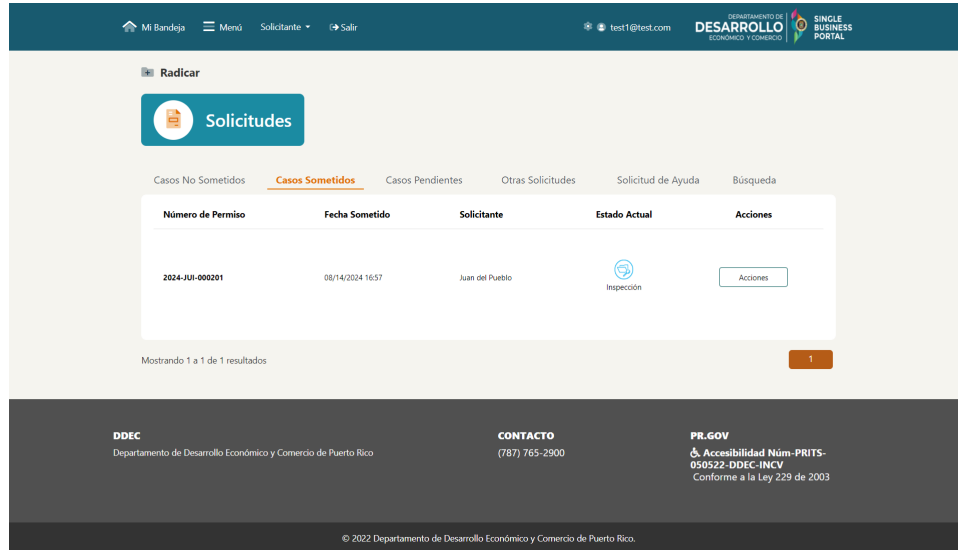 Mi Bandeja Menú Solicitante Salir test1@test.com
DEPARTAMENTO DE
DESARROLLO
ECONÓMICO Y COMERCIO
SINGLE
BUSINESS
PORTAL
Radicar
Solicitudes
Casos No Sometidos Casos Sometidos Casos Pendientes Otras Solicitudes Solicitud de Ayuda Búsqueda
Número de Permiso Fecha Sometido Solicitante Estado Actual Acciones
2024-JUI-000201 08/14/2024 16:57 Juan del Pueblo Inspección Acciones
Mostrando 1 a 1 de 1 resultados 1
DDEC
Departamento de Desarrollo Económico y Comercio de Puerto Rico
CONTACTO
(787) 765-2900
PR.GOV
Accesibilidad Núm-PRITS-
050522-DDEC-INCV
Conforme a la Ley 229 de 2003
© 2022 Departamento de Desarrollo Económico y Comercio de Puerto Rico.